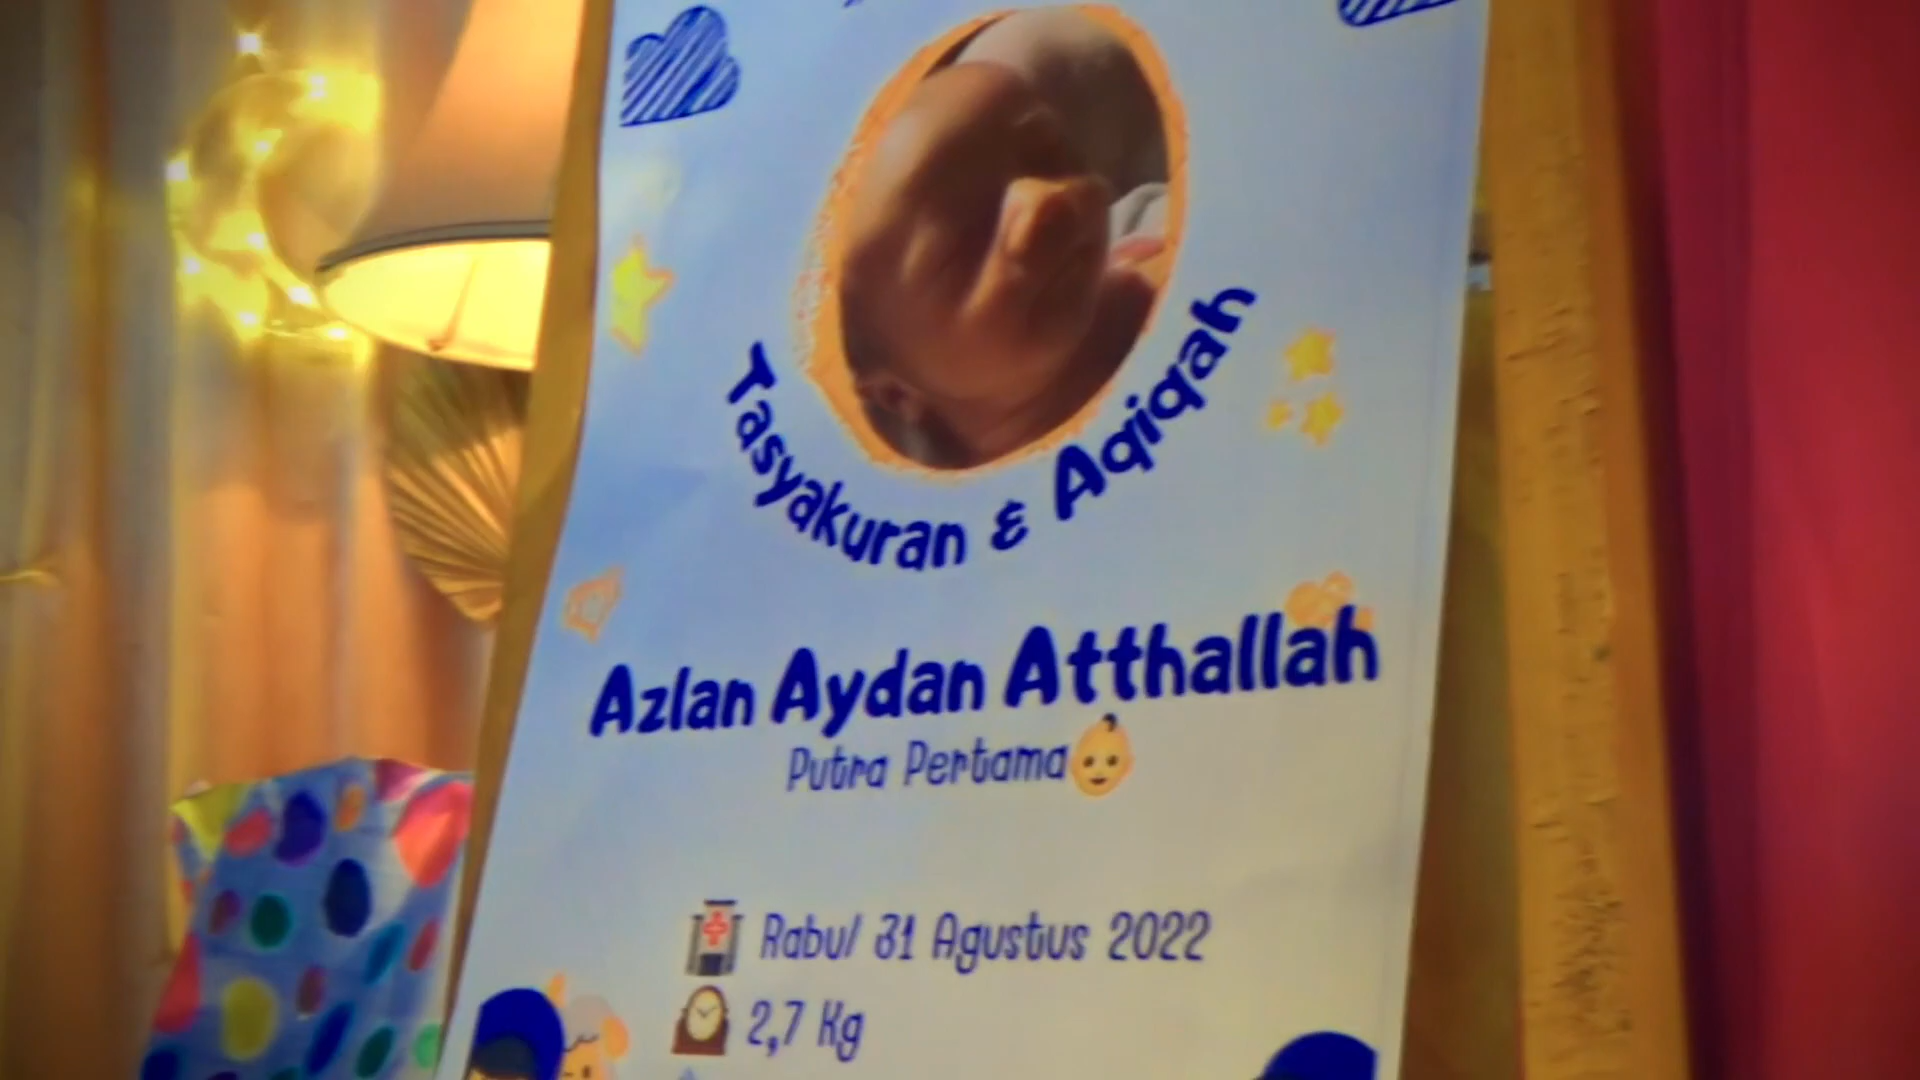 Tasyakuran & Aqiqah
Azlan Aydan Atthallah
Putra Pertama
Rabu/ 31 Agustus 2022
2,7 Kg